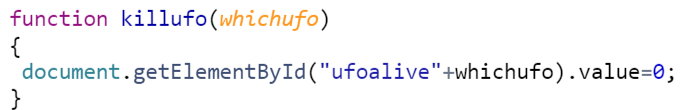 function killufo(whichufo)
{
 document.getElementById("ufoalive"+whichufo).value=0;
}